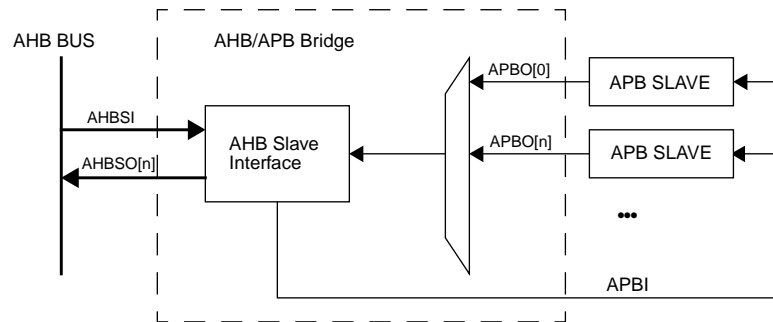 AHB BUS
AHB/APB Bridge
APBO[0]
APB SLAVE
AHBSI
AHB Slave
Interface
APBO[n]
APB SLAVE
AHBSO[n]
•••
APBI